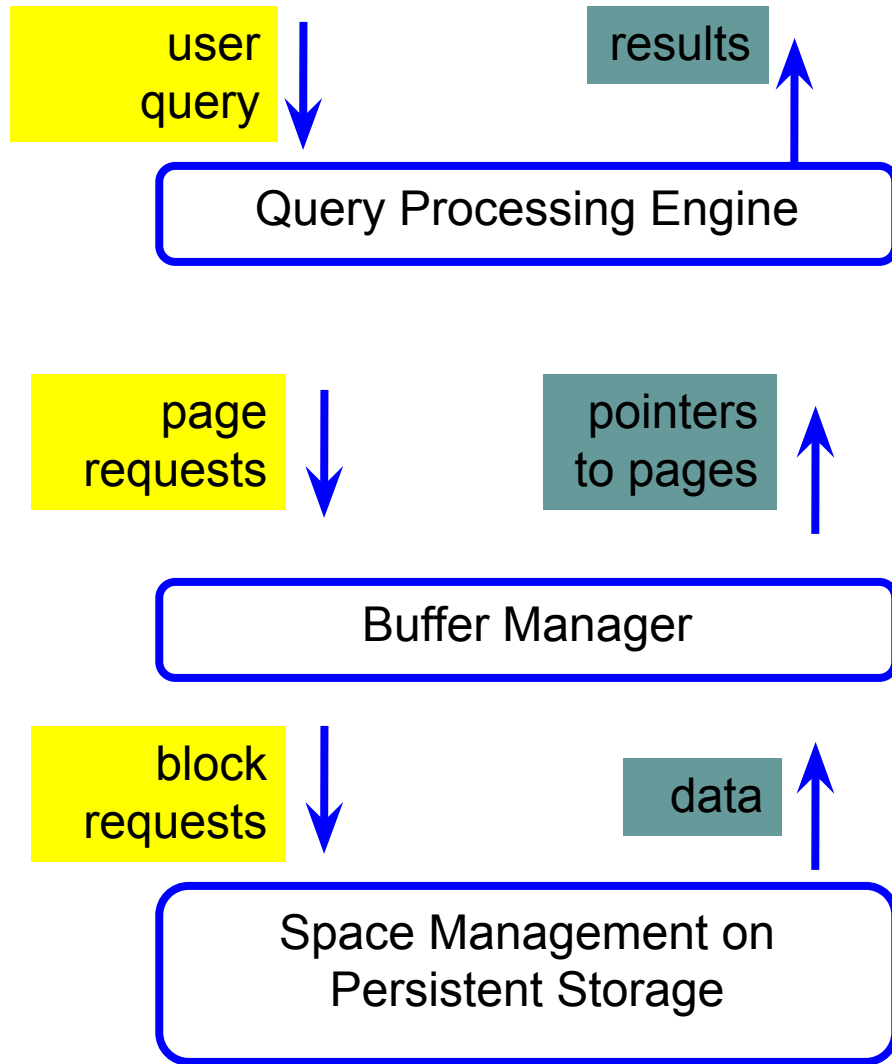 user
query
results
Query Processing Engine
page
requests
pointers
to pages
Buffer Manager
block
requests
data
Space Management on
Persistent Storage